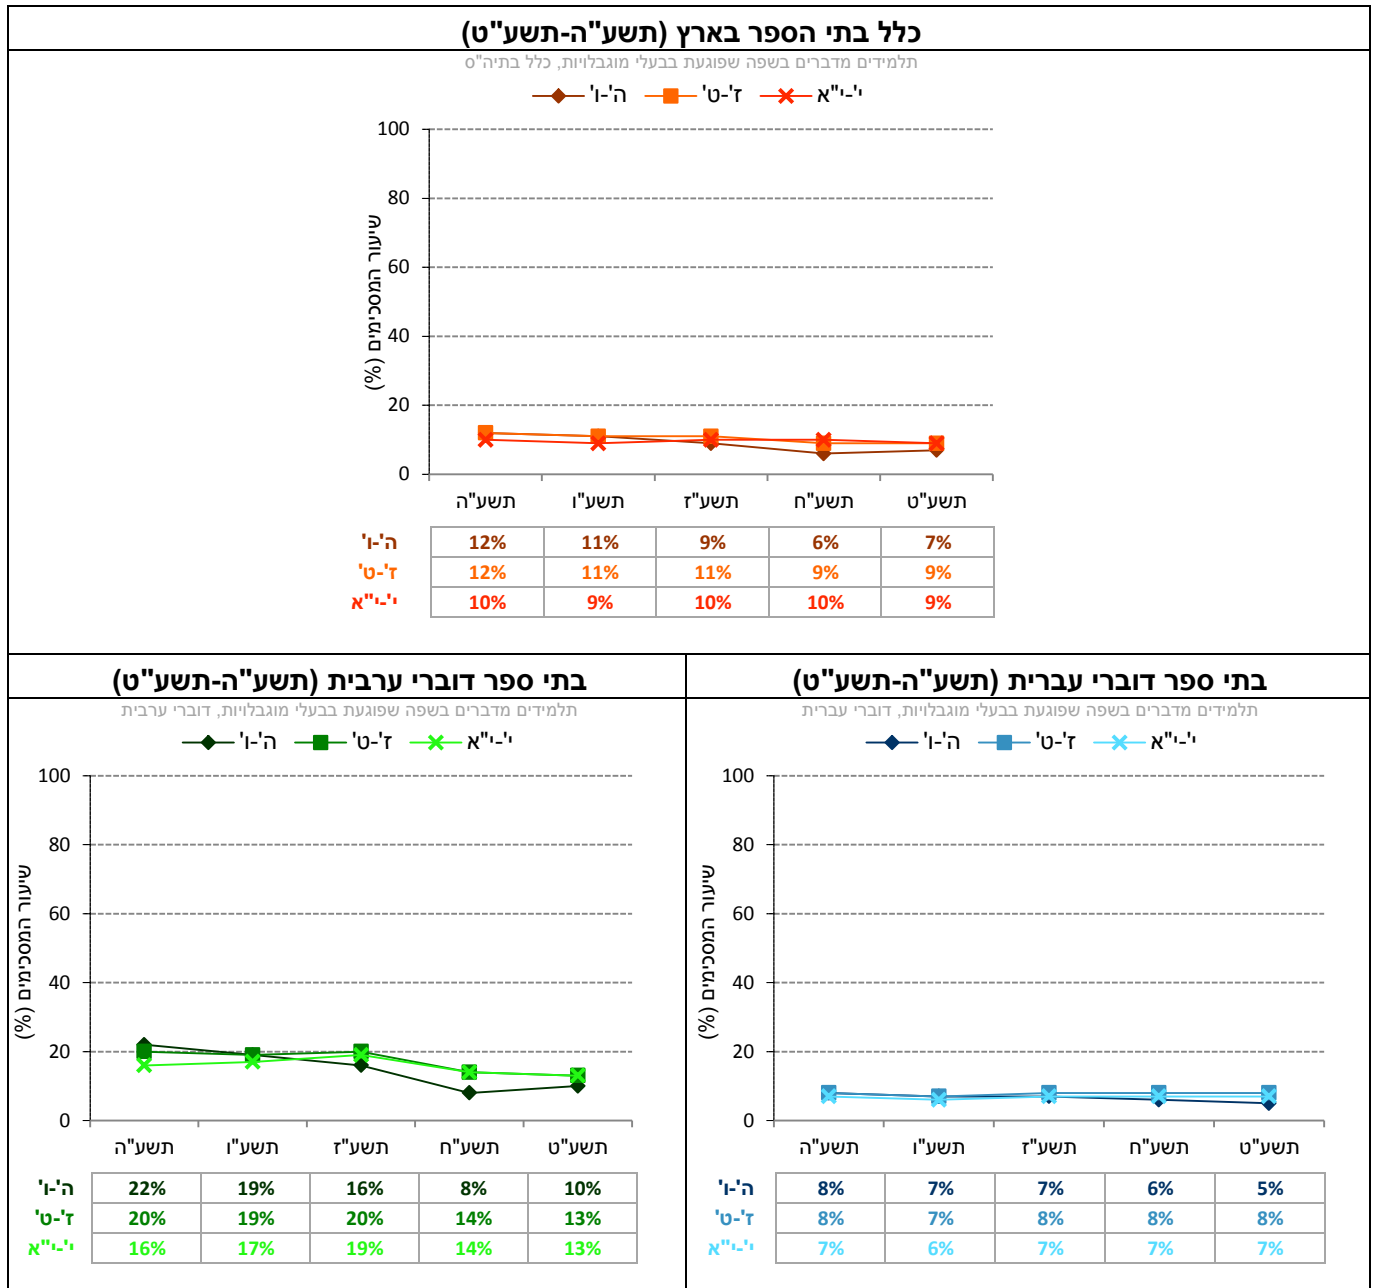 כלל בתי הספר בארץ (תשע"ה-תשע"ט)
תלמידים מדברים בשפה שפוגעת בבעלי מוגבלויות, כלל בתיה"ס
ה'-ו' ז'-ט' י'-י"א
שיעור המסכימים (%)
100
80
60
40
20
0
תשע"ה תשע"ו תשע"ז תשע"ח תשע"ט
ה'-ו' 12% 11% 9% 6% 7%
ז'-ט' 12% 11% 11% 9% 9%
י'-י"א 10% 9% 10% 10% 9%
בתי ספר דוברי עברית (תשע"ה-תשע"ט)
תלמידים מדברים בשפה שפוגעת בבעלי מוגבלויות, דוברי עברית
ה'-ו' ז'-ט' י'-י"א
שיעור המסכימים (%)
100
80
60
40
20
0
תשע"ה תשע"ו תשע"ז תשע"ח תשע"ט
ה'-ו' 8% 7% 7% 6% 5%
ז'-ט' 8% 7% 8% 8% 8%
י'-י"א 7% 6% 7% 7% 7%
בתי ספר דוברי ערבית (תשע"ה-תשע"ט)
תלמידים מדברים בשפה שפוגעת בבעלי מוגבלויות, דוברי ערבית
ה'-ו' ז'-ט' י'-י"א
שיעור המסכימים (%)
100
80
60
40
20
0
תשע"ה תשע"ו תשע"ז תשע"ח תשע"ט
ה'-ו' 22% 19% 16% 8% 10%
ז'-ט' 20% 19% 20% 14% 13%
י'-י"א 16% 17% 19% 14% 13%